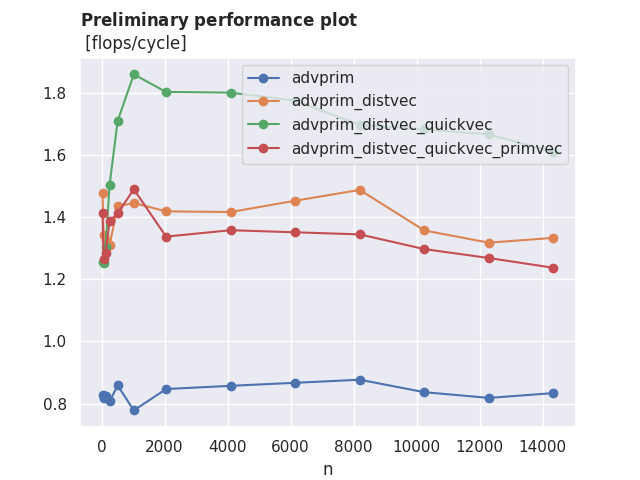 Preliminary performance plot
[flops/cycle]
advprim
advprim_distvec
advprim_distvec_quickvec
advprim_distvec_quickvec_primvec
1.8
1.6
1.4
1.2
1.0
0.8
0 2000 4000 6000 8000 10000 12000 14000
n